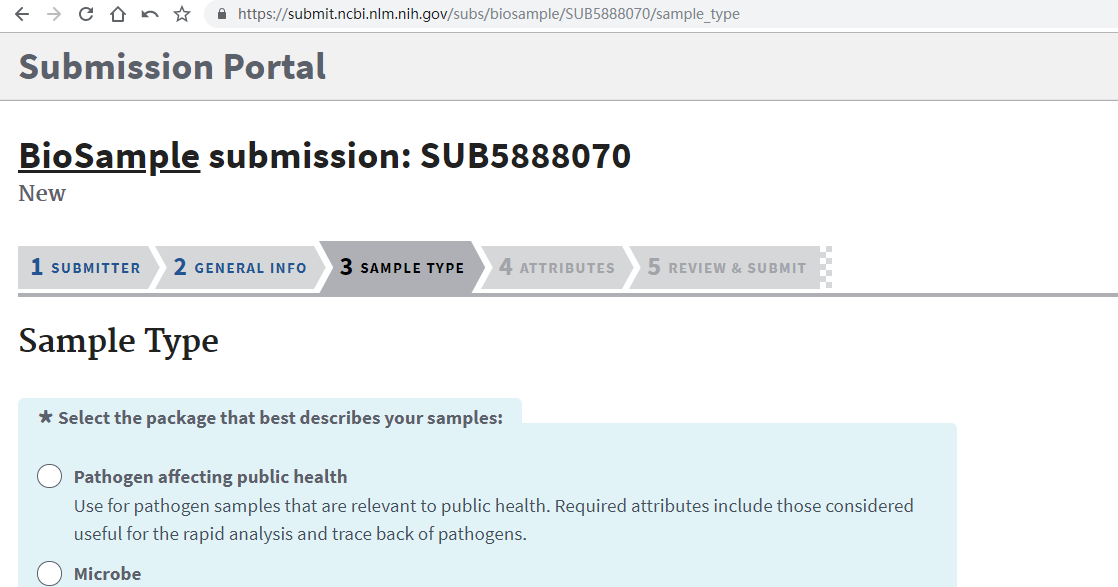 https://submit.ncbi.nlm.nih.gov/subs/biosample/SUB5888070/sample_type
Submission Portal
BioSample submission: SUB5888070
New
1 SUBMITTER 2 GENERAL INFO 3 SAMPLE TYPE 4 ATTRIBUTES 5 REVIEW & SUBMIT
Sample Type
* Select the package that best describes your samples:
Pathogen affecting public health
Use for pathogen samples that are relevant to public health. Required attributes include those considered
useful for the rapid analysis and trace back of pathogens.
Microbe